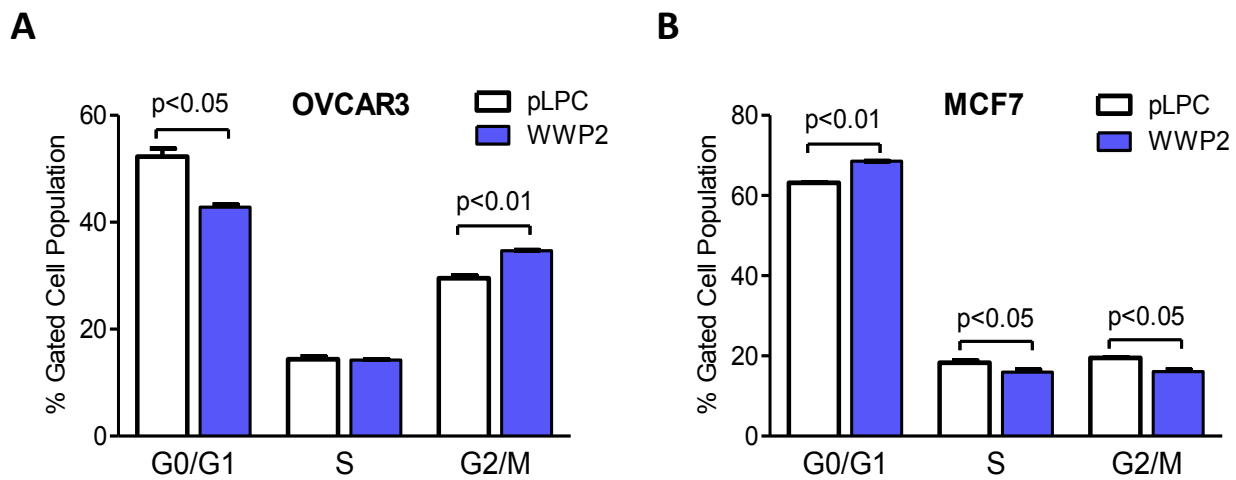 A
OVCAR3
pLPC
WWP2
p<0.05
p<0.01
% Gated Cell Population
60
40
20
0
G0/G1 S G2/M
B
MCF7
pLPC
WWP2
p<0.01
p<0.05
p<0.05
% Gated Cell Population
80
60
40
20
0
G0/G1 S G2/M